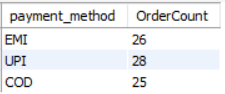 payment_method OrderCount
EMI 26
UPI 28
COD 25